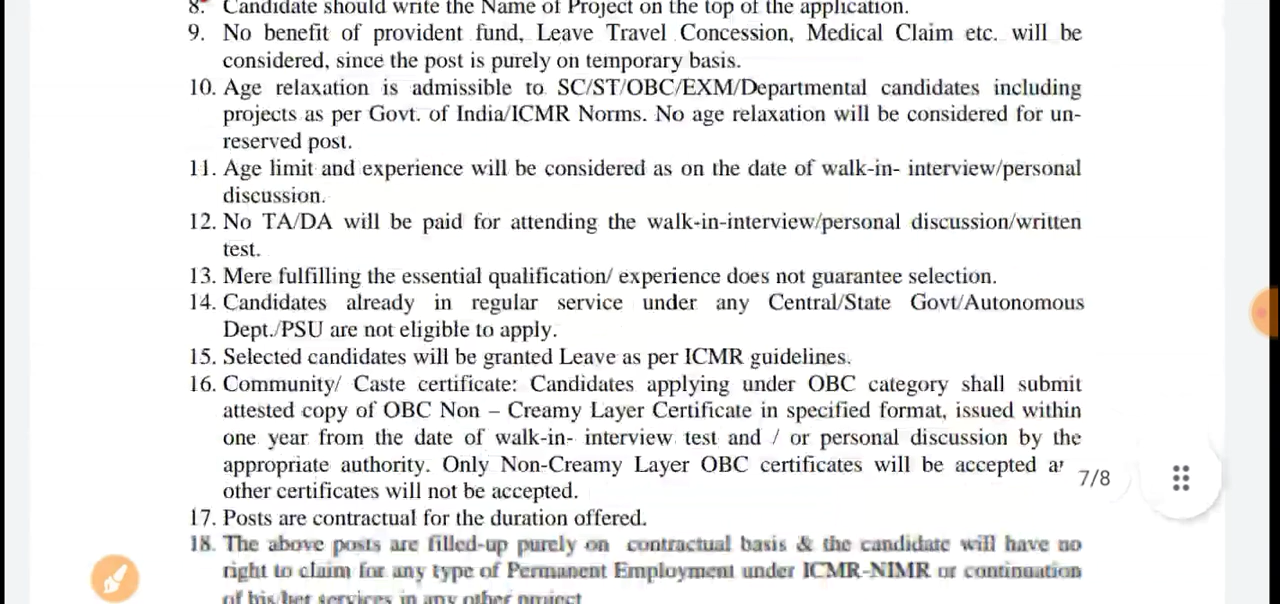 8. Candidate should write the Name of Project on the top of the application.
9. No benefit of provident fund, Leave Travel Concession, Medical Claim etc. will be
considered, since the post is purely on temporary basis.
10. Age relaxation is admissible to SC/ST/OBC/EXM/Departmental candidates including
projects as per Govt. of India/ICMR Norms. No age relaxation will be considered for un-
reserved post.
11. Age limit and experience will be considered as on the date of walk-in- interview/personal
discussion.
12. No TA/DA will be paid for attending the walk-in-interview/personal discussion/written
test.
13. Mere fulfilling the essential qualification/ experience does not guarantee selection.
14. Candidates already in regular service under any Central/State Govt/Autonomous
Dept./PSU are not eligible to apply.
15. Selected candidates will be granted Leave as per ICMR guidelines.
16. Community/ Caste certificate: Candidates applying under OBC category shall submit
attested copy of OBC Non – Creamy Layer Certificate in specified format, issued within
one year from the date of walk-in- interview test and / or personal discussion by the
appropriate authority. Only Non-Creamy Layer OBC certificates will be accepted
7/8
other certificates will not be accepted.
17. Posts are contractual for the duration offered.
18. The above posts are filled-up purely on contractual basis & the candidate will have no
right to claim for any type of Permanent Employment under ICMR-NIMR or continuation
of his/her services in any other project